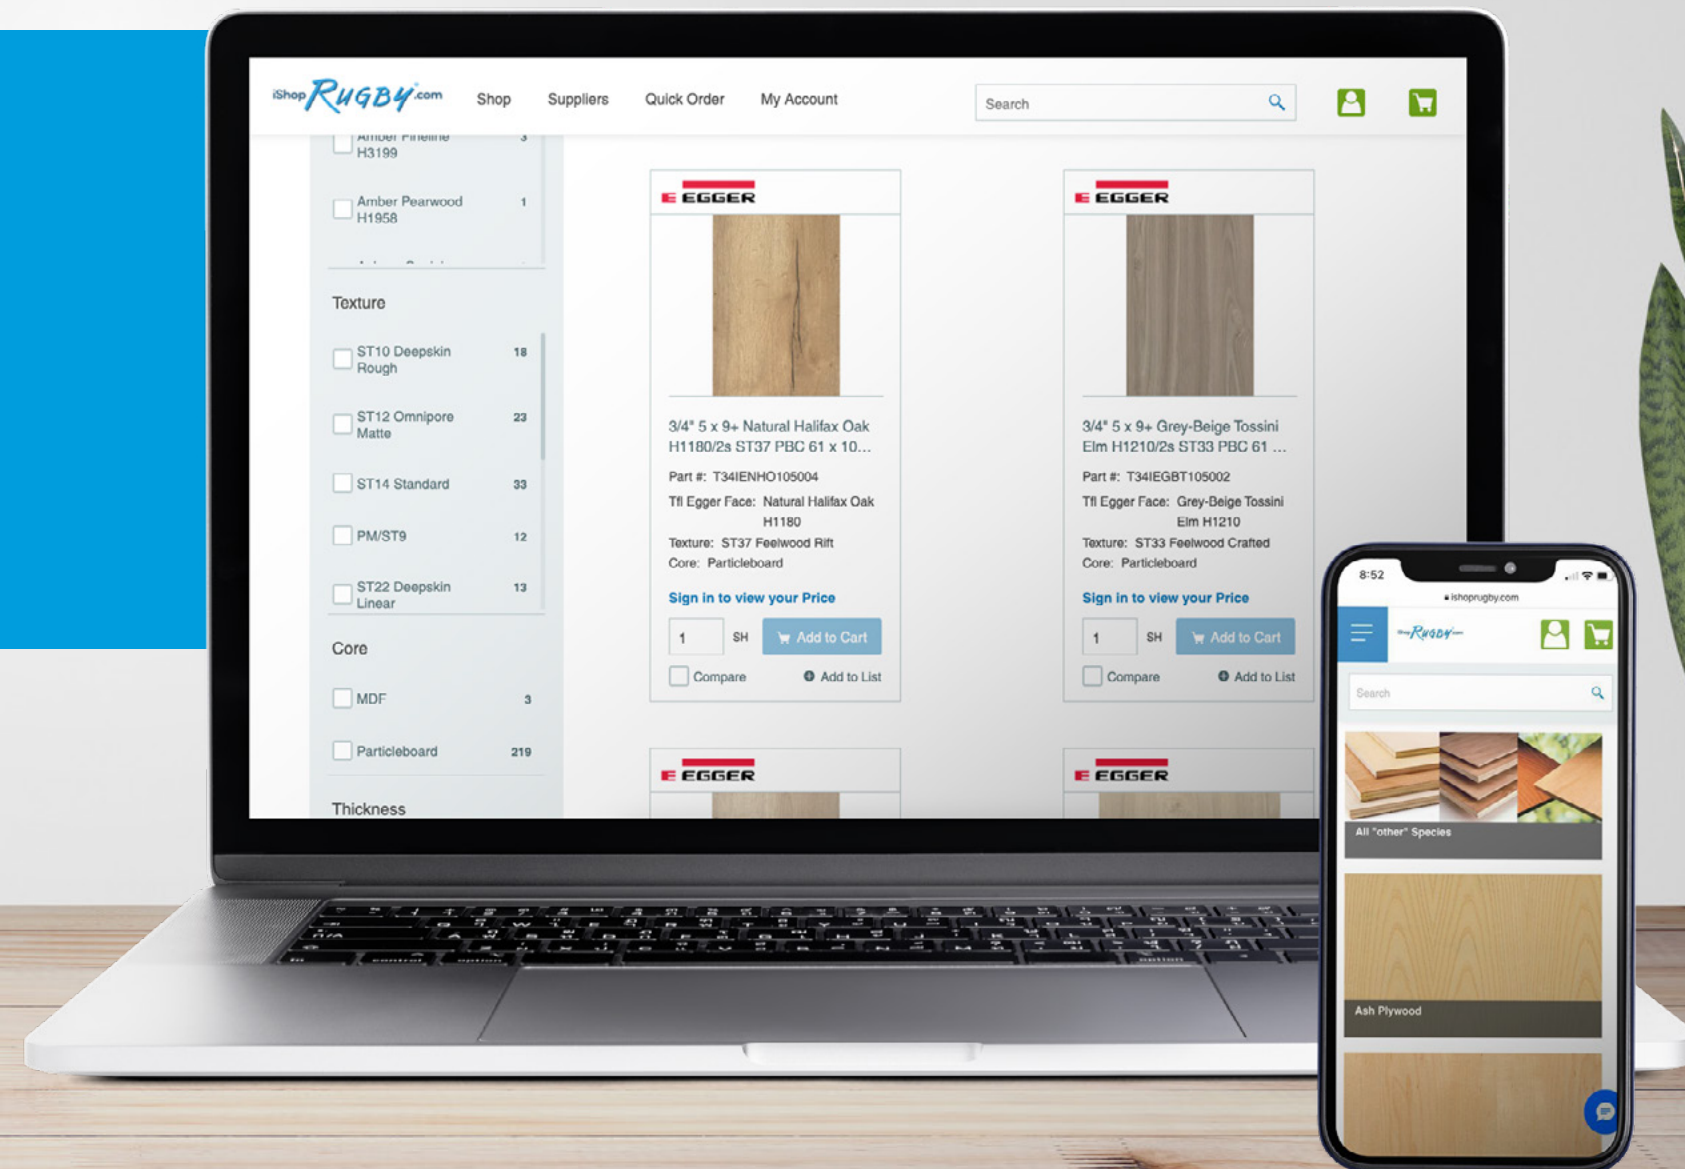 iShop RUGBY.com
Shop Suppliers Quick Order My Account
Search
Amber Fineline 3
H3199
Amber Pearwood 1
H1958
Texture
ST10 Deepskin 18
Rough
ST12 Omnipore 23
Matte
ST14 Standard 33
PM/ST9 12
ST22 Deepskin 13
Linear
Core
MDF 3
Particleboard 219
Thickness
EGGER
3/4" 5 x 9+ Natural Halifax Oak
H1180/2s ST37 PBC 61 x 10...
Part #: T34IENHO105004
Tfl Egger Face: Natural Halifax Oak
H1180
Texture: ST37 Feelwood Rift
Core: Particleboard
Sign in to view your Price
1 SH Add to Cart
Compare Add to List
EGGER
3/4" 5 x 9+ Grey-Beige Tossini
Elm H1210/2s ST33 PBC 61 ...
Part #: T34IEGBT105002
Tfl Egger Face: Grey-Beige Tossini
Elm H1210
Texture: ST33 Feelwood Crafted
Core: Particleboard
Sign in to view your Price
1 SH Add to Cart
Compare Add to List
EGGER
EGGER
control option
option
8:52
ishoprugby.com
RUGBY
Search
All "other" Species
Ash Plywood